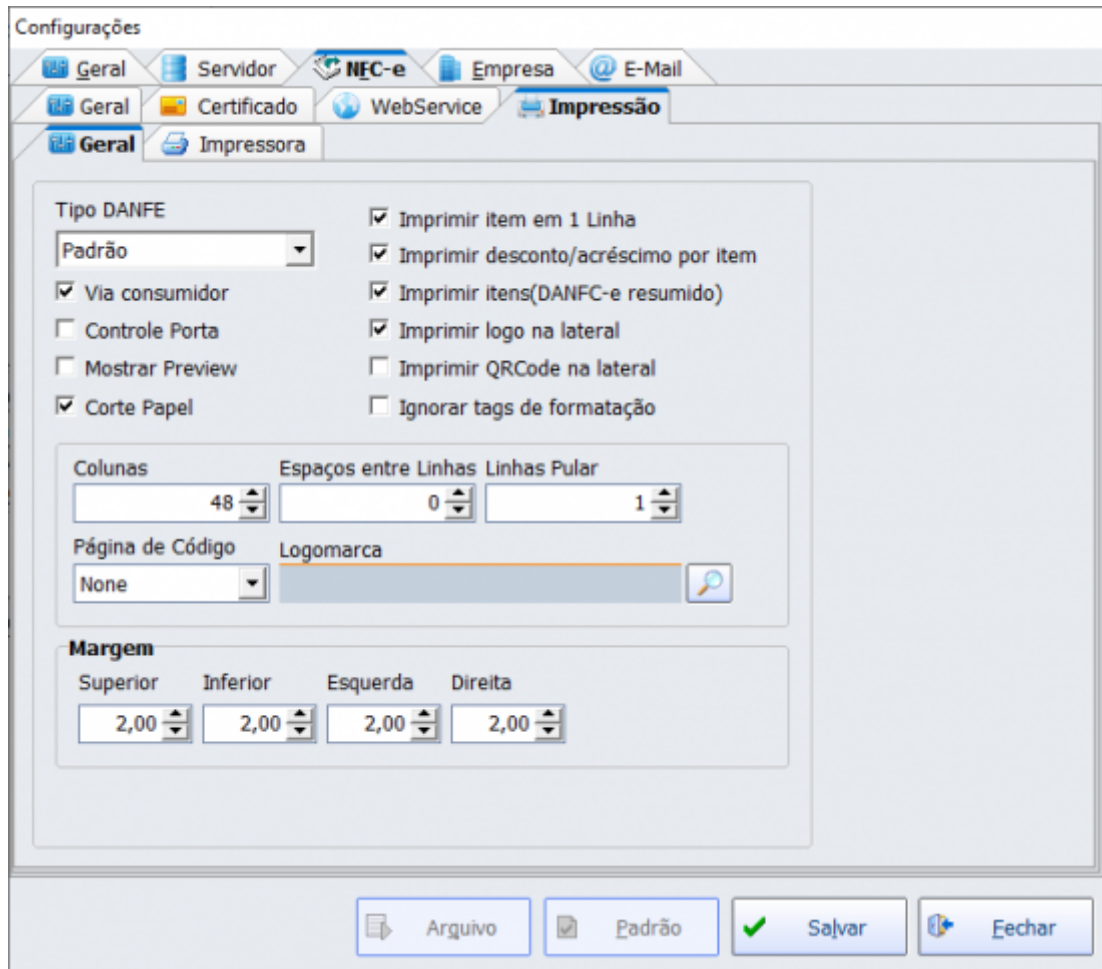 Configurações
Geral Servidor NFC-e Empresa E-Mail
Geral Certificado WebService Impressão
Geral Impressora
Tipo DANFE
Padrão
Via consumidor
Controle Porta
Mostrar Preview
Corte Papel
Imprimir item em 1 Linha
Imprimir desconto/acréscimo por item
Imprimir itens(DANFC-e resumido)
Imprimir logo na lateral
Imprimir QRCode na lateral
Ignorar tags de formatação
Colunas Espaços entre Linhas Linhas Pular
48 0 1
Página de Código Logomarca
None
Margem
Superior Inferior Esquerda Direita
2,00 2,00 2,00 2,00
Arquivo Padrão Salvar Fechar